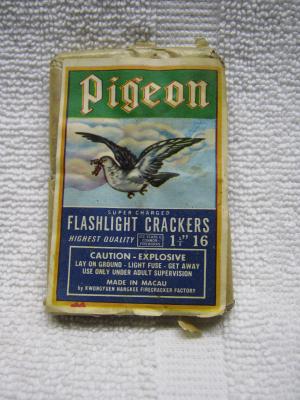 Pigeon
SUPER CHARGED
FLASHLIGHT CRACKERS
HIGHEST QUALITY
1½" 16
CAUTION - EXPLOSIVE
LAY ON GROUND - LIGHT FUSE - GET AWAY
USE ONLY UNDER ADULT SUPERVISION
MADE IN MACAU
by KWONGYUEN HANGKEE FIRECRACKER FACTORY